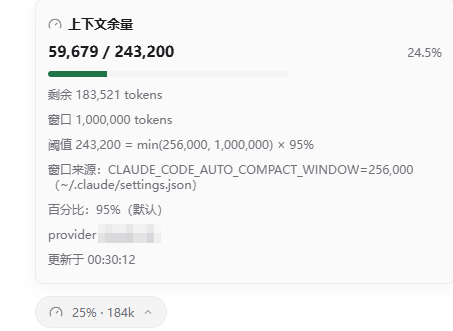 上下文余量
59,679 / 243,200 24.5%
剩余 183,521 tokens
窗口 1,000,000 tokens
阈值 243,200 = min(256,000, 1,000,000) × 95%
窗口来源：CLAUDE_CODE_AUTO_COMPACT_WINDOW=256,000
（~/.claude/settings.json）
百分比：95%（默认）
provider
更新于 00:30:12
25% · 184k